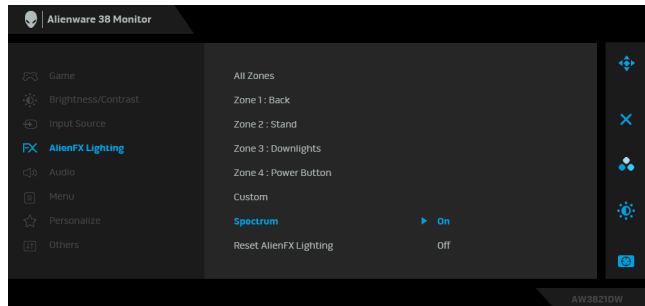 Alienware 38 Monitor
Game
Brightness/Contrast
Input Source
FX AlienFX Lighting
Audio
Menu
Personalize
Others
All Zones
Zone 1 : Back
Zone 2 : Stand
Zone 3 : Downlights
Zone 4 : Power Button
Custom
Spectrum On
Reset AlienFX Lighting Off
AW3821DW